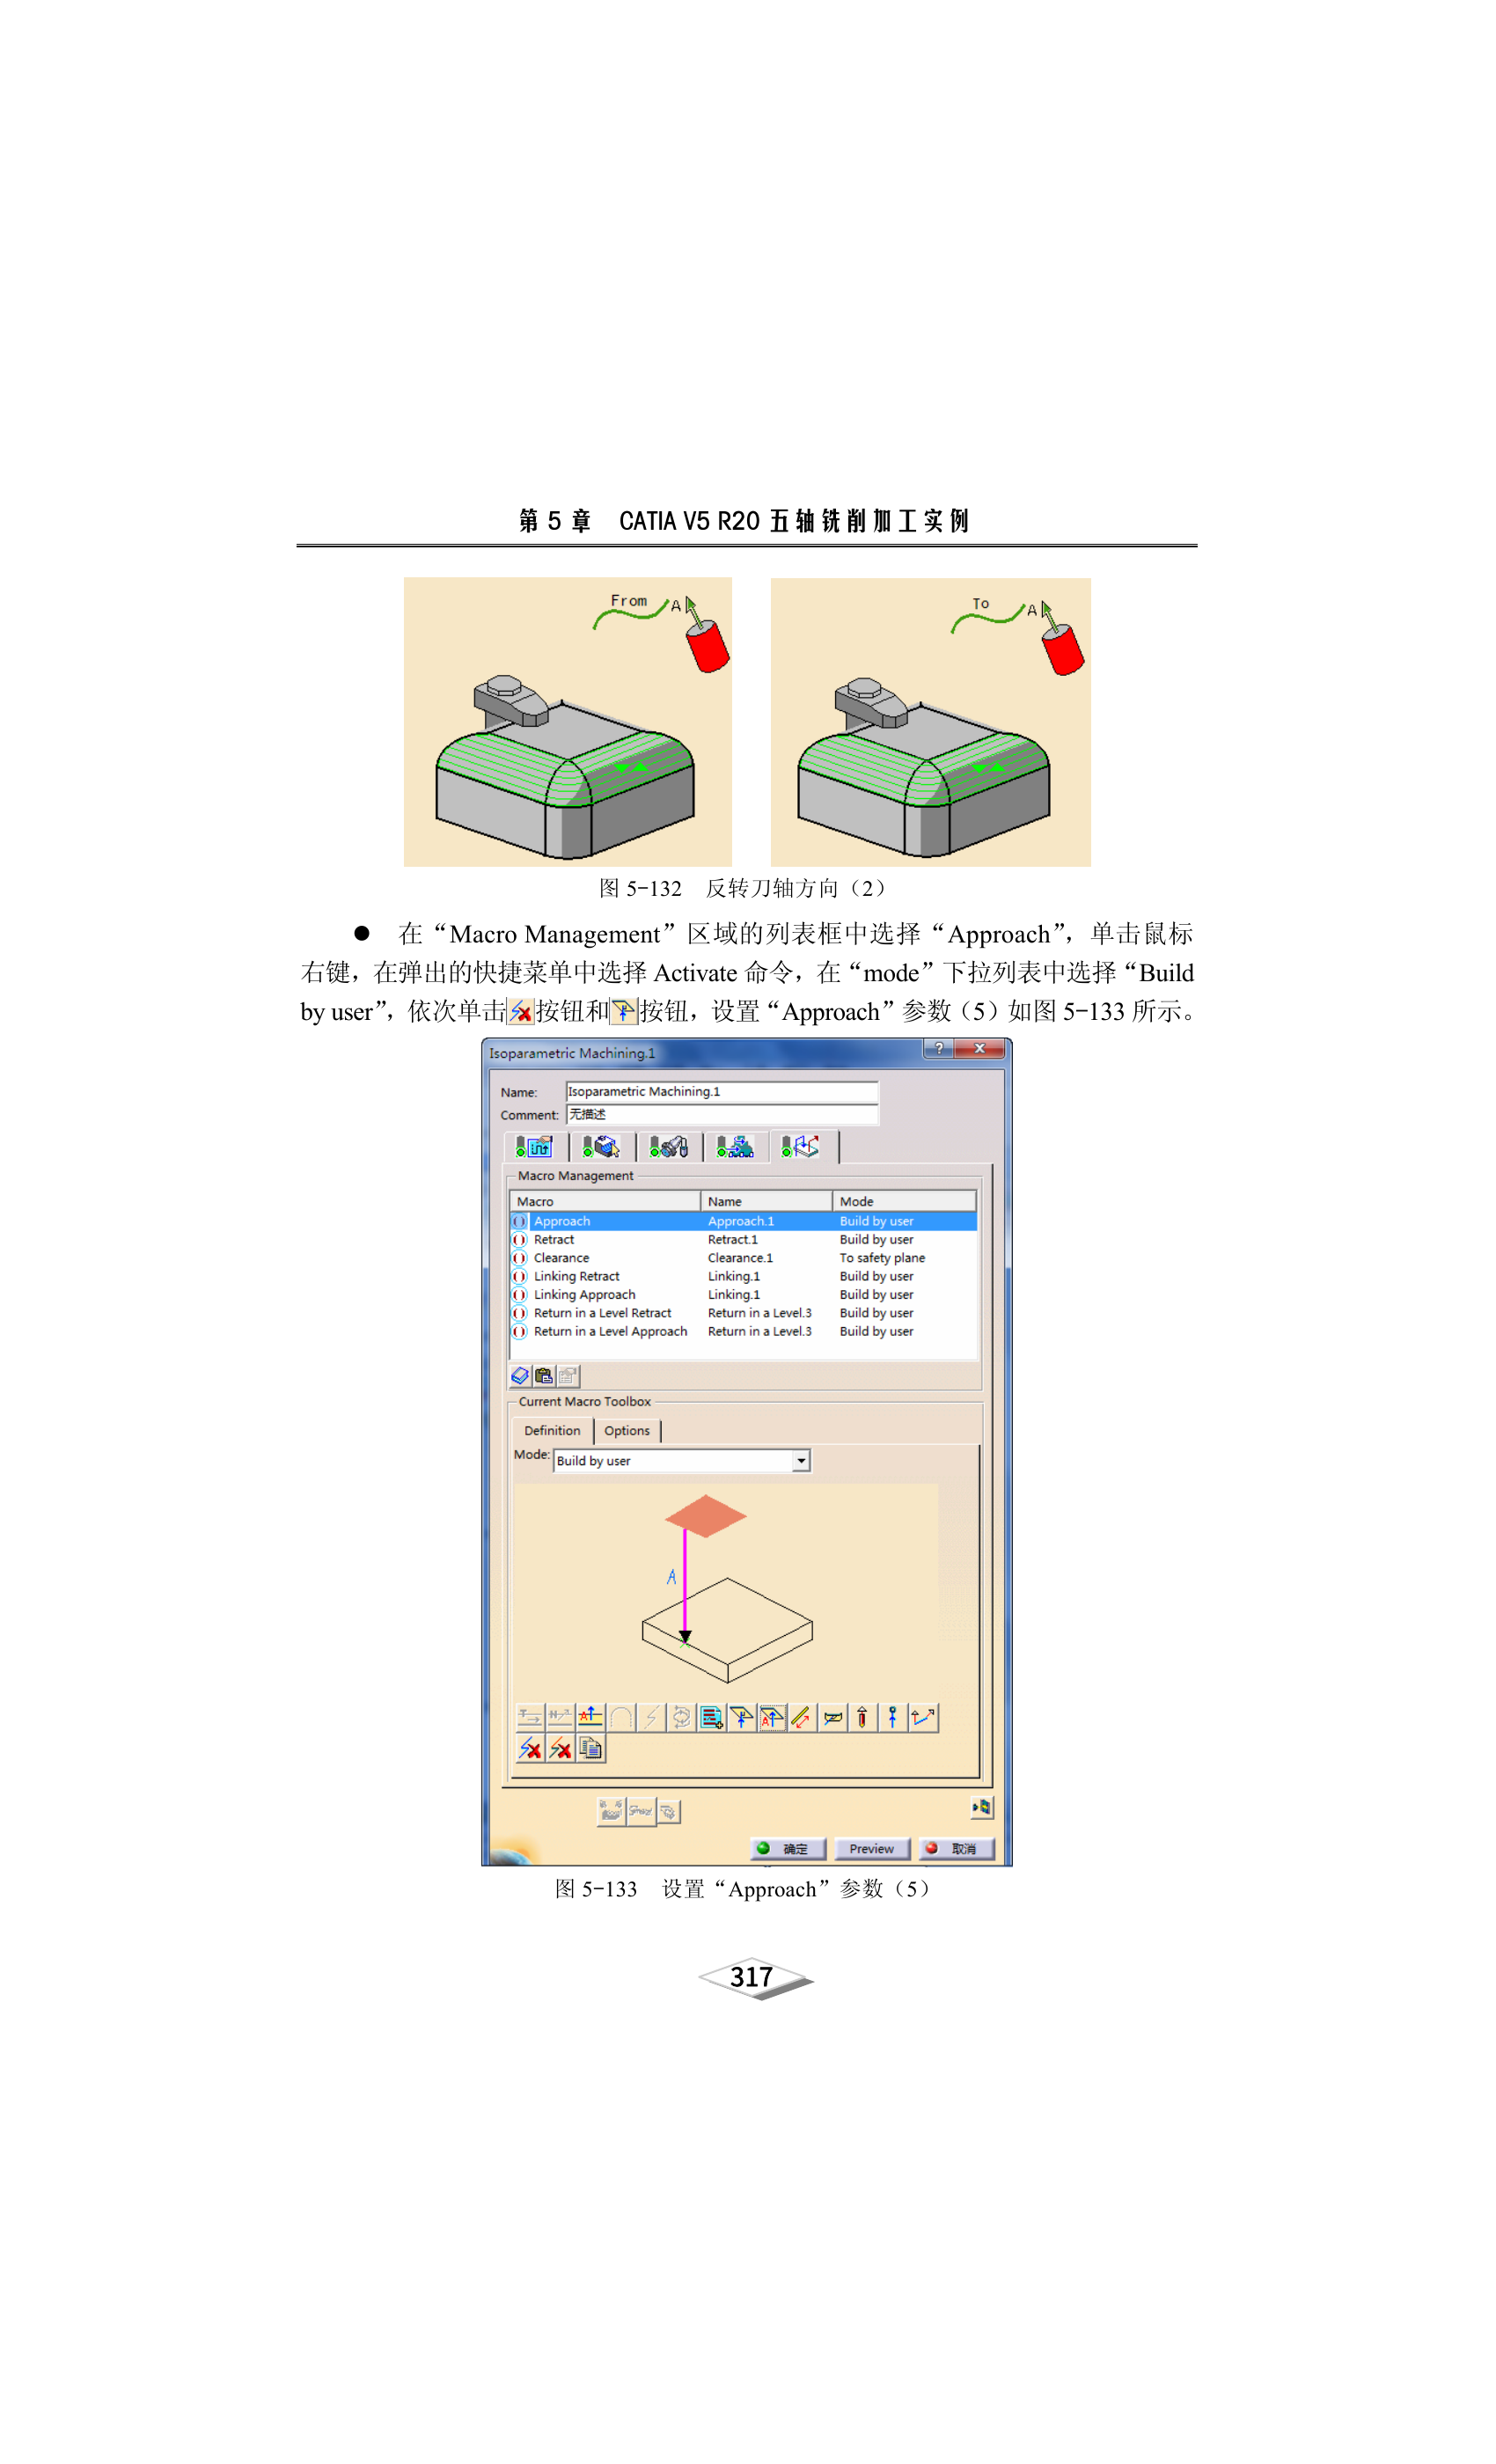 第 5 章 CATIA V5 R20 五轴铣削加工实例
From A
To A
图 5-132 反转刀轴方向（2）
● 在“Macro Management”区域的列表框中选择“Approach”，单击鼠标
右键，在弹出的快捷菜单中选择 Activate 命令，在“mode”下拉列表中选择“Build
by user”，依次单击按钮和按钮，设置“Approach”参数（5）如图 5-133 所示。
Isoparametric Machining.1
Name: Isoparametric Machining.1
Comment: 无描述
Macro Management
Macro Name Mode
Approach Approach.1 Build by user
Retract Retract.1 Build by user
Clearance Clearance.1 To safety plane
Linking Retract Linking.1 Build by user
Linking Approach Linking.1 Build by user
Return in a Level Retract Return in a Level.3 Build by user
Return in a Level Approach Return in a Level.3 Build by user
Current Macro Toolbox
Definition Options
Mode: Build by user
A
确定 Preview 取消
图 5-133 设置“Approach”参数（5）
317